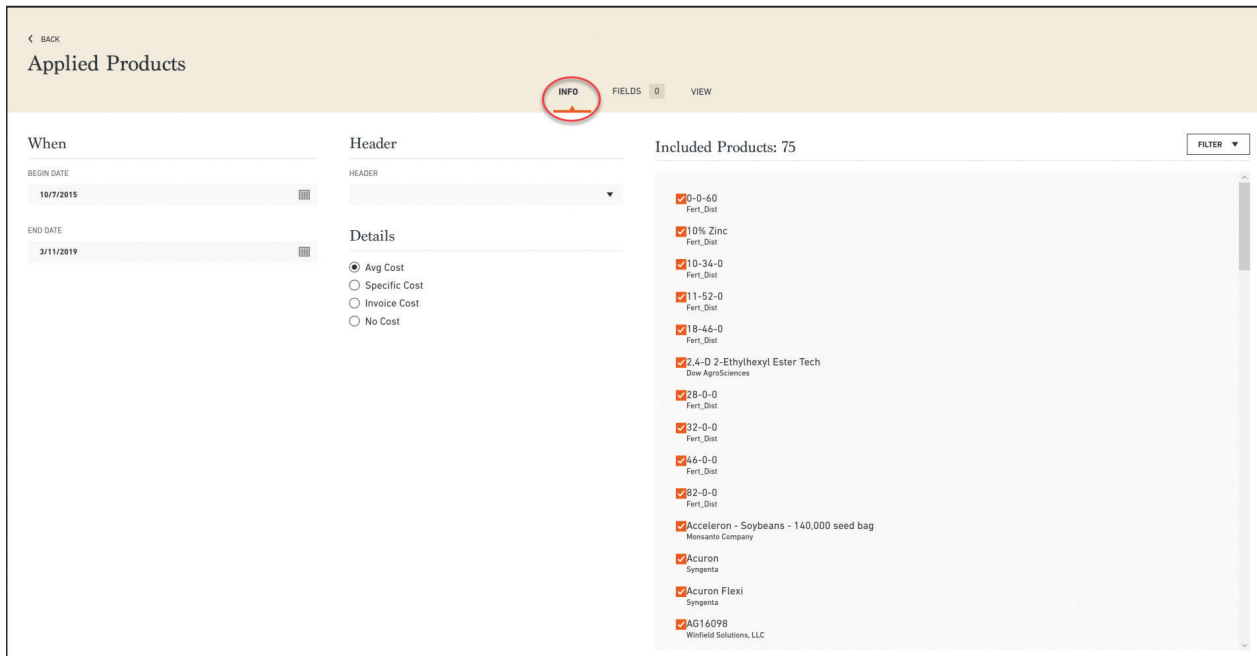 BACK
Applied Products
INFO FIELDS 0 VIEW
When
BEGIN DATE
10/7/2015
END DATE
3/11/2019
Header
HEADER
Details
Avg Cost
Specific Cost
Invoice Cost
No Cost
Included Products: 75
FILTER
0-0-60
Fert_Dist
10% Zinc
Fert_Dist
10-34-0
Fert_Dist
11-52-0
Fert_Dist
18-46-0
Fert_Dist
2,4-D 2-Ethylhexyl Ester Tech
Dow AgroSciences
28-0-0
Fert_Dist
32-0-0
Fert_Dist
46-0-0
Fert_Dist
82-0-0
Fert_Dist
Acceleron - Soybeans - 140,000 seed bag
Monsanto Company
Acuron
Syngenta
Acuron Flexi
Syngenta
AG16098
Winfield Solutions, LLC